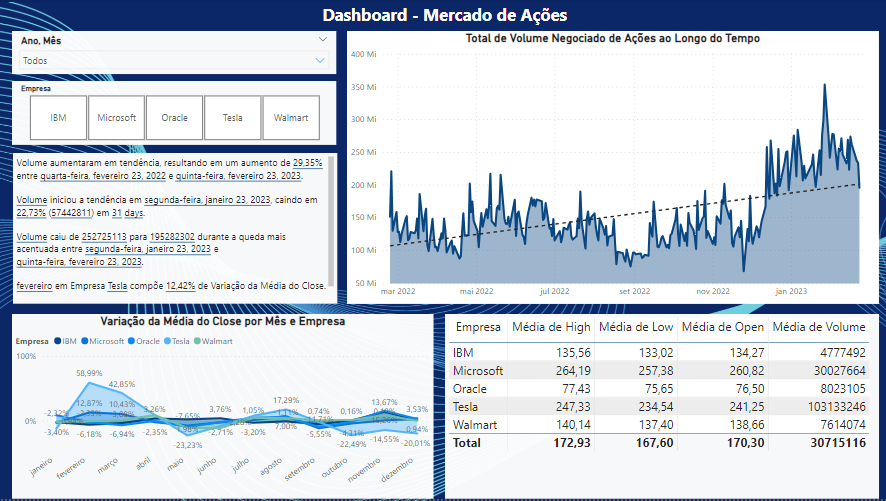 Dashboard - Mercado de Ações
Ano, Mês
Todos
Empresa
IBM Microsoft Oracle Tesla Walmart
Volume aumentaram em tendência, resultando em um aumento de 29,35%
entre quarta-feira, fevereiro 23, 2022 e quinta-feira, fevereiro 23, 2023.
Volume iniciou a tendência em segunda-feira, janeiro 23, 2023, caindo em
22,73% (57442811) em 31 days.
Volume caiu de 252725113 para 195282302 durante a queda mais
acentuada entre segunda-feira, janeiro 23, 2023 e
quinta-feira, fevereiro 23, 2023.
fevereiro em Empresa Tesla compõe 12,42% de Variação da Média do Close.
Total de Volume Negociado de Ações ao Longo do Tempo
400 Mi
350 Mi
300 Mi
250 Mi
200 Mi
150 Mi
100 Mi
50 Mi
mar 2022 mai 2022 jul 2022 set 2022 nov 2022 jan 2023
Variação da Média do Close por Mês e Empresa
Empresa IBM Microsoft Oracle Tesla Walmart
100%
0%
58,99%
42,85%
12,87% 10,43%
-2,32%
-3,40% -6,18% -6,94% -2,35%
3,26%
-7,65%
-23,23%
3,76%
2,71%
1,05%
-3,20%
17,29%
7,00%
0,74%
-5,55%
0,16%
-22,49%
13,67%
-14,55%
3,53%
0,94%
-20,01%
janeiro fevereiro março abril maio junho julho agosto setembro outubro novembro dezembro
Empresa Média de High Média de Low Média de Open Média de Volume
IBM 135,56 133,02 134,27 4777492
Microsoft 264,19 257,38 260,82 30027664
Oracle 77,43 75,65 76,50 8023105
Tesla 247,33 234,54 241,25 103133246
Walmart 140,14 137,40 138,66 7614074
Total 172,93 167,60 170,30 30715116